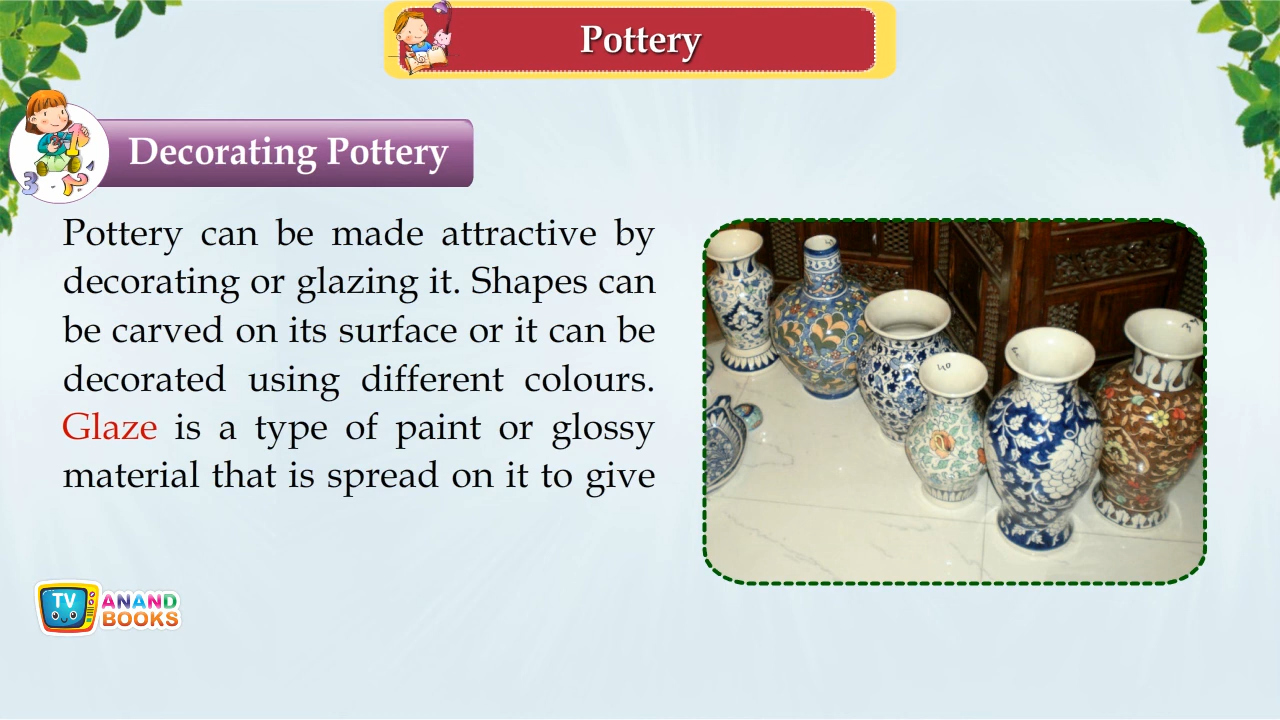 Pottery
Decorating Pottery
Pottery can be made attractive by
decorating or glazing it. Shapes can
be carved on its surface or it can be
decorated using different colours.
Glaze is a type of paint or glossy
material that is spread on it to give
TV
ANAND
BOOKS
40